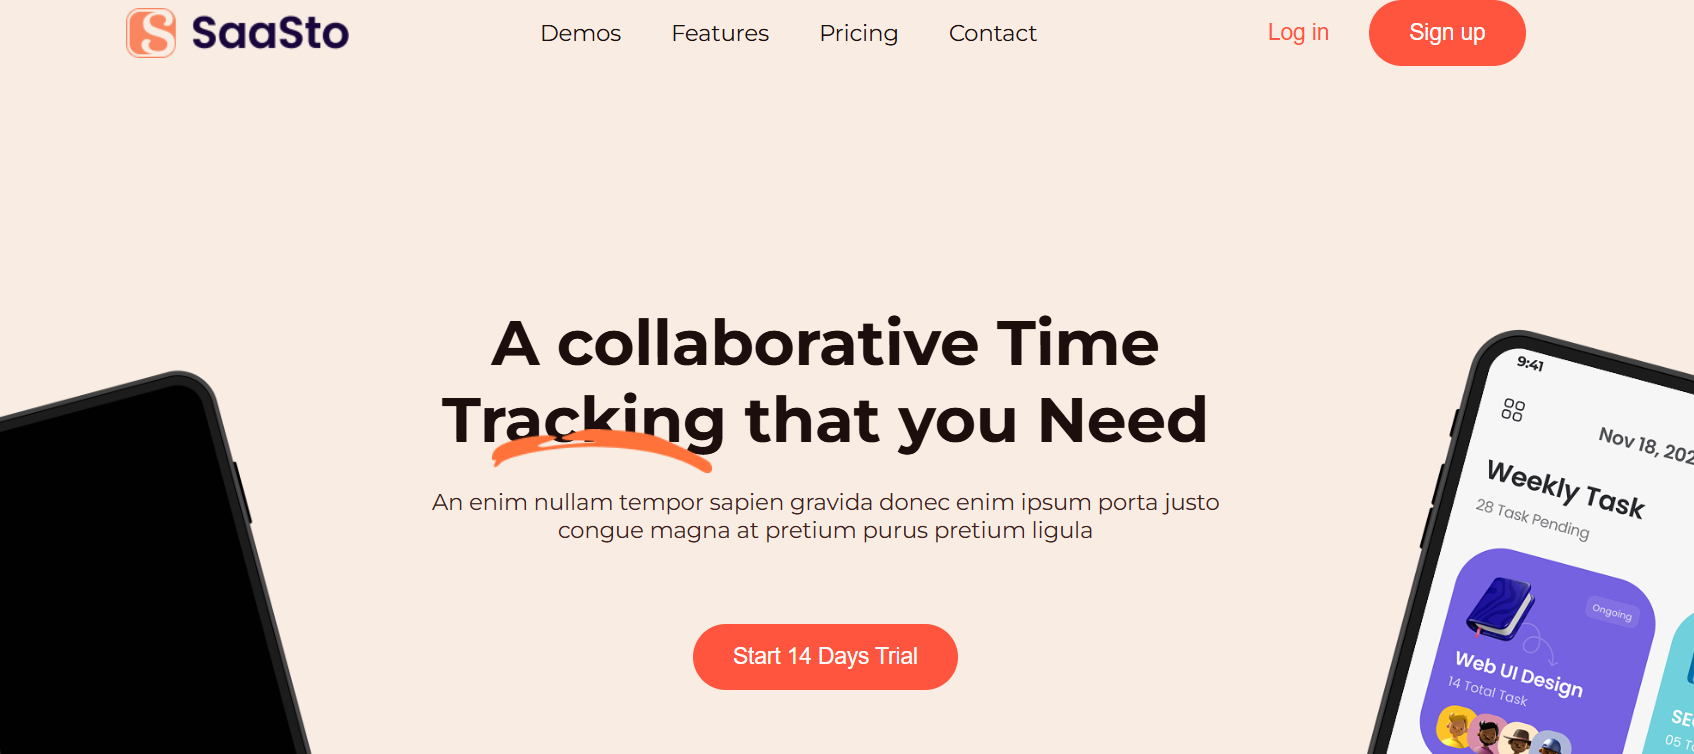 SaaSto
Demos
Features
Pricing
Contact
Log in
Sign up
A collaborative Time
Tracking that you Need
An enim nullam tempor sapien gravida donec enim ipsum porta justo
congue magna at pretium purus pretium ligula
Start 14 Days Trial
9:41
Nov 18, 202
Weekly Task
28 Task Pending
Ongoing
Web UI Design
14 Total Task
SE
05 T